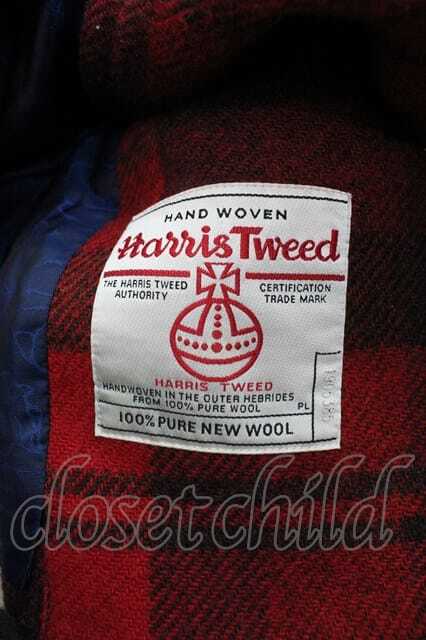 HAND WOVEN
Harris Tweed
THE HARRIS TWEED
AUTHORITY
CERTIFICATION
TRADE MARK
HARRIS TWEED
HANDWOVEN IN THE OUTER HEBRIDES
FROM 100% PURE WOOL
PL
100% PURE NEW WOOL
closet child